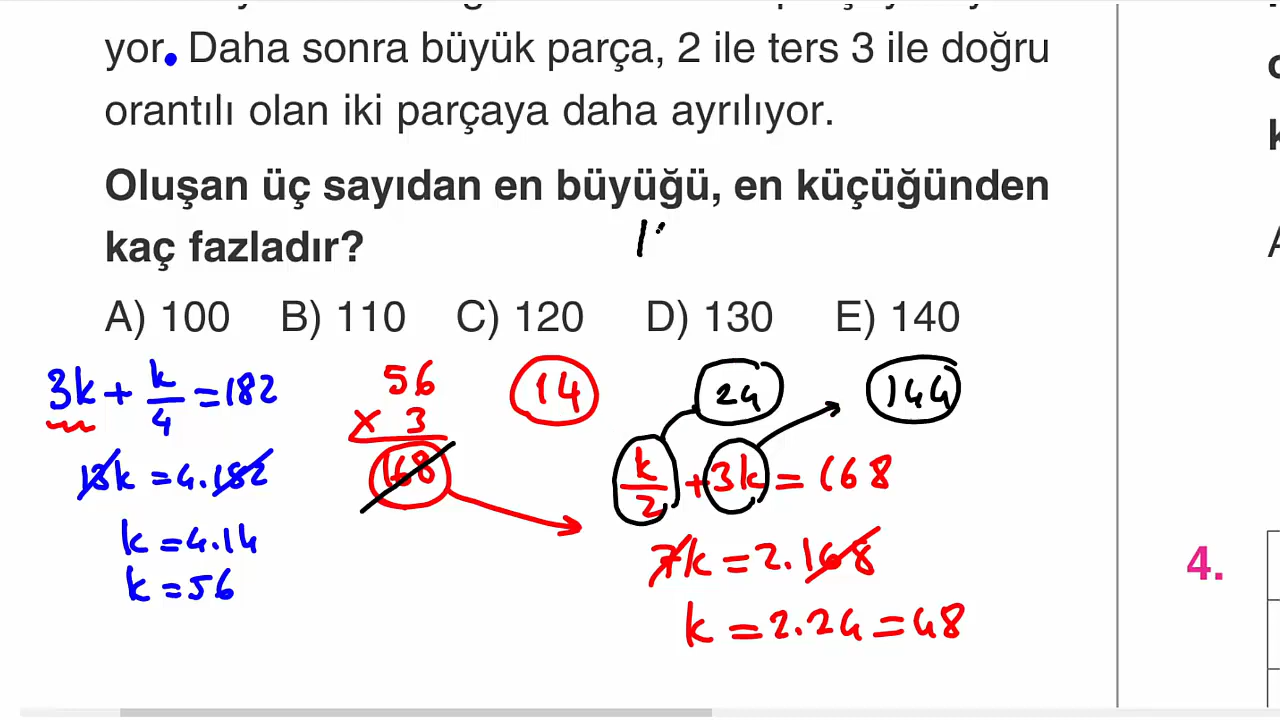 yor. Daha sonra büyük parça, 2 ile ters 3 ile doğru
orantılı olan iki parçaya daha ayrılıyor.
Oluşan üç sayıdan en büyüğü, en küçüğünden
kaç fazladır?
A) 100 B) 110 C) 120 D) 130 E) 140
3k + k/4 = 182
13k = 4.182
k = 4.14
k = 56
56
x 3
168
14
24
144
k/2 + 3k = 168
7k = 2.168
k = 2.24 = 48
4.